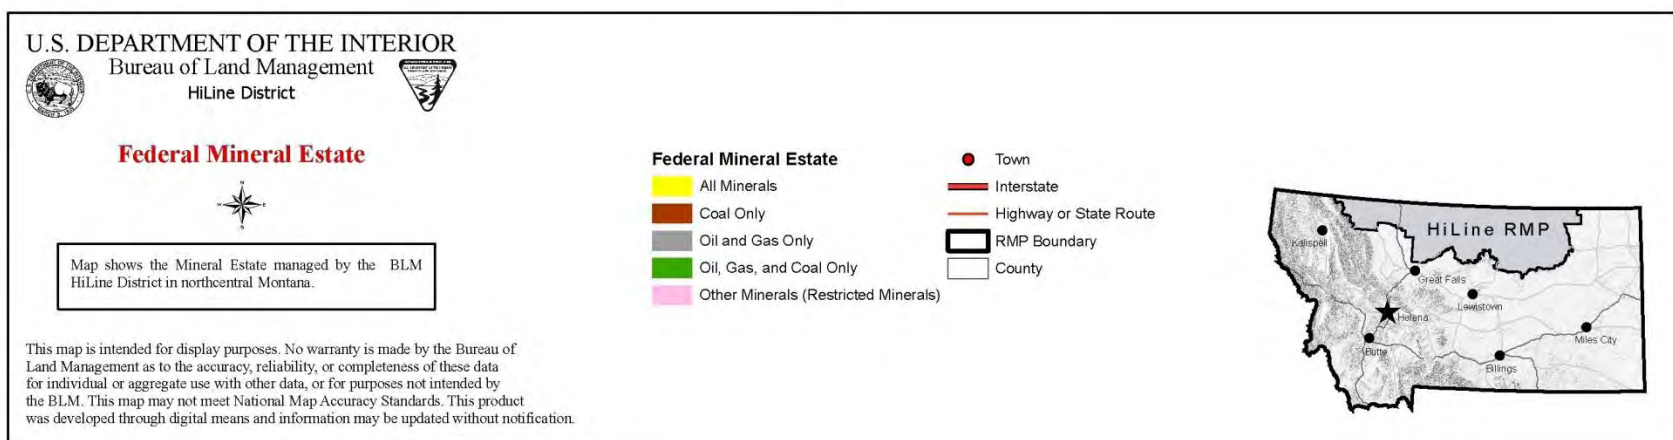 U.S. DEPARTMENT OF THE INTERIOR
Bureau of Land Management
HiLine District
Federal Mineral Estate
N
W
E
S
Map shows the Mineral Estate managed by the BLM
HiLine District in northcentral Montana.
This map is intended for display purposes. No warranty is made by the Bureau of
Land Management as to the accuracy, reliability, or completeness of these data
for individual or aggregate use with other data, or for purposes not intended by
the BLM. This map may not meet National Map Accuracy Standards. This product
was developed through digital means and information may be updated without notification.
Federal Mineral Estate
All Minerals
Coal Only
Oil and Gas Only
Oil, Gas, and Coal Only
Other Minerals (Restricted Minerals)
Town
Interstate
Highway or State Route
RMP Boundary
County
HiLine RMP
Kalispell
Great Falls
Lewistown
Helena
Miles City
Butte
Billings